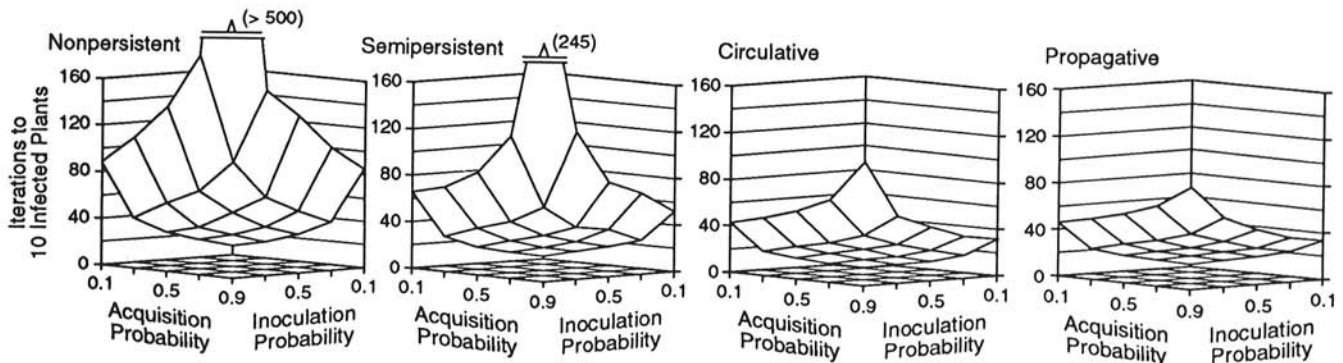 Iterations to
10 Infected Plants
Nonpersistent
(> 500)
160
120
80
40
0
0.1
0.5
0.9
0.5
0.1
Acquisition
Probability
Inoculation
Probability
Semipersistent
(245)
160
120
80
40
0
0.1
0.5
0.9
0.5
0.1
Acquisition
Probability
Inoculation
Probability
Circulative
160
120
80
40
0
0.1
0.5
0.9
0.5
0.1
Acquisition
Probability
Inoculation
Probability
Propagative
160
120
80
40
0
0.1
0.5
0.9
0.5
0.1
Acquisition
Probability
Inoculation
Probability